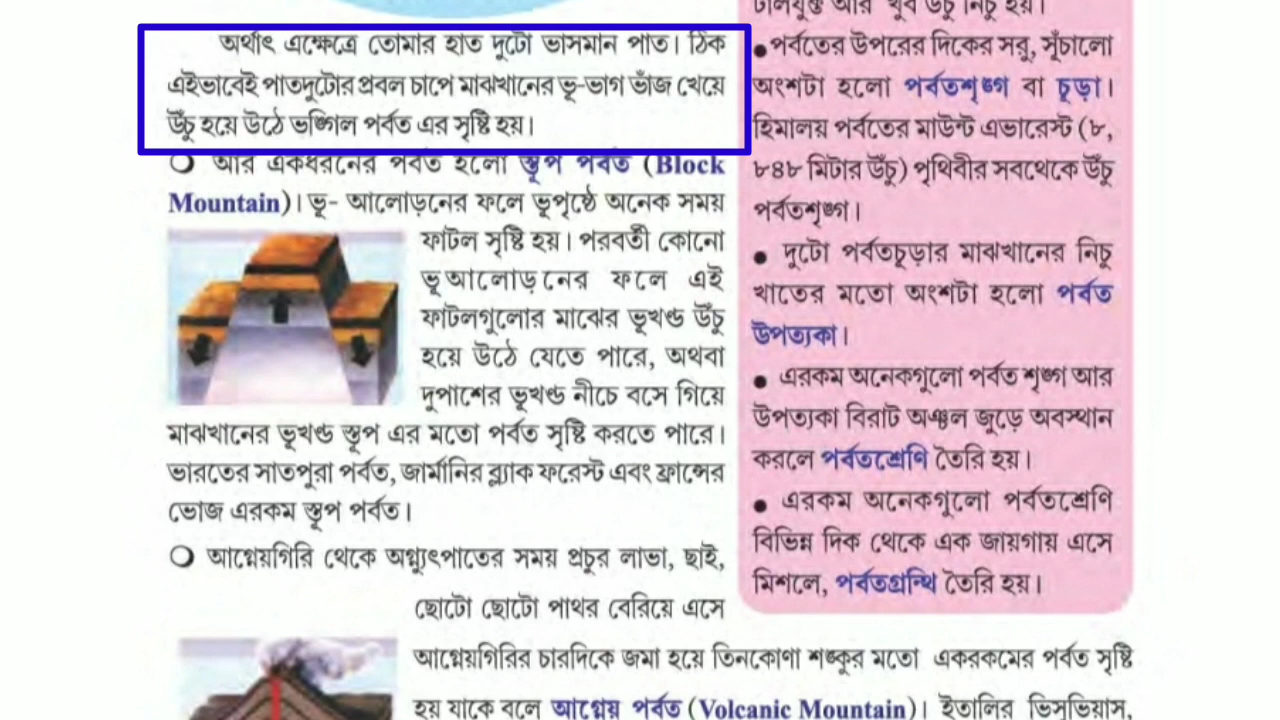 অর্থাৎ এক্ষেত্রে তোমার হাত দুটো ভাসমান পাত। ঠিক
এইভাবেই পাতদুটোর প্রবল চাপে মাঝখানের ভূ-ভাগ ভাঁজ খেয়ে
উঁচু হয়ে উঠে ভঙ্গিল পর্বত এর সৃষ্টি হয়।
❍ আর একধরনের পর্বত হলো স্তূপ পর্বত (Block
Mountain)। ভূ- আলোড়নের ফলে ভূপৃষ্ঠে অনেক সময়
ফাটল সৃষ্টি হয়। পরবর্তী কোনো
ভূআলোড়নের ফলে এই
ফাটলগুলোর মাঝের ভূখণ্ড উঁচু
হয়ে উঠে যেতে পারে, অথবা
দুপাশের ভূখণ্ড নীচে বসে গিয়ে
মাঝখানের ভূখণ্ড স্তূপ এর মতো পর্বত সৃষ্টি করতে পারে।
ভারতের সাতপুরা পর্বত, জার্মানির ব্ল্যাক ফরেস্ট এবং ফ্রান্সের
ভোজ এরকম স্তূপ পর্বত।
❍ আগ্নেয়গিরি থেকে অগ্ন্যুৎপাতের সময় প্রচুর লাভা, ছাই,
ছোটো ছোটো পাথর বেরিয়ে এসে
আগ্নেয়গিরির চারদিকে জমা হয়ে তিনকোণা শঙ্কুর মতো একরকমের পর্বত সৃষ্টি
হয় যাকে বলে আগ্নেয় পর্বত (Volcanic Mountain)। ইতালির ভিসুভিয়াস,
ঢালযুক্ত আর খুব উঁচু নিচু হয়।
● পর্বতের উপরের দিকের সরু, সূঁচালো
অংশটা হলো পর্বতশৃঙ্গ বা চূড়া।
হিমালয় পর্বতের মাউন্ট এভারেস্ট (৮,
৮৪৮ মিটার উঁচু) পৃথিবীর সবথেকে উঁচু
পর্বতশৃঙ্গ।
● দুটো পর্বতচূড়ার মাঝখানের নিচু
খাতের মতো অংশটা হলো পর্বত
উপত্যকা।
● এরকম অনেকগুলো পর্বত শৃঙ্গ আর
উপত্যকা বিরাট অঞ্চল জুড়ে অবস্থান
করলে পর্বতশ্রেণি তৈরি হয়।
● এরকম অনেকগুলো পর্বতশ্রেণি
বিভিন্ন দিক থেকে এক জায়গায় এসে
মিশলে, পর্বতগ্রন্থি তৈরি হয়।